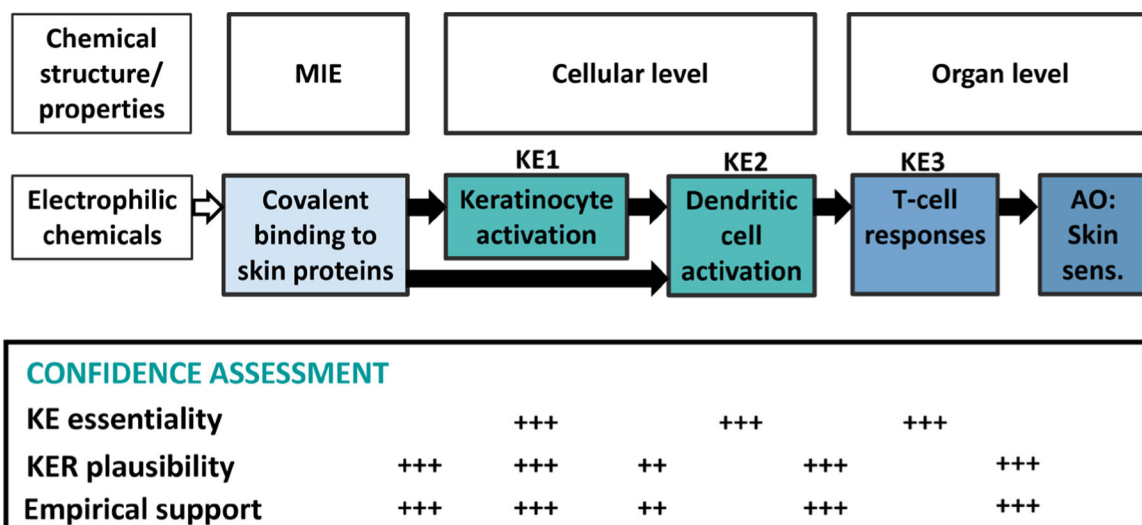 Chemical
structure/
properties
MIE
Cellular level
Organ level
KE1
KE2
KE3
Electrophilic
chemicals
Covalent
binding to
skin proteins
Keratinocyte
activation
Dendritic
cell
activation
T-cell
responses
AO:
Skin
sens.
CONFIDENCE ASSESSMENT
KE essentiality +++ +++ +++
KER plausibility +++ +++ ++ +++ +++
Empirical support +++ +++ ++ +++ +++